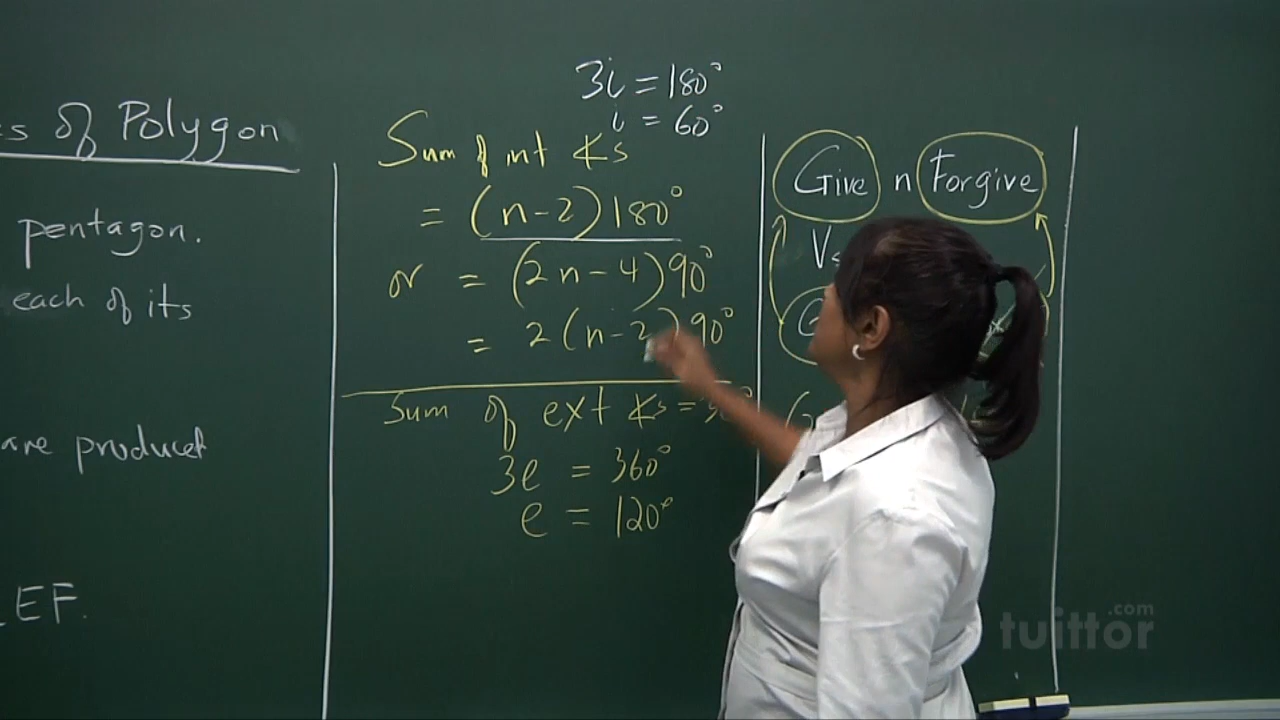 s of Polygon
pentagon.
each of its
are produced
EF.
3i = 180°
i = 60°
Sum of int ∡s
= (n-2)180°
or = (2n-4)90°
= 2(n-2)90°
Sum of ext ∡s =
3e = 360°
e = 120°
Give n Forgive
tuittor.com